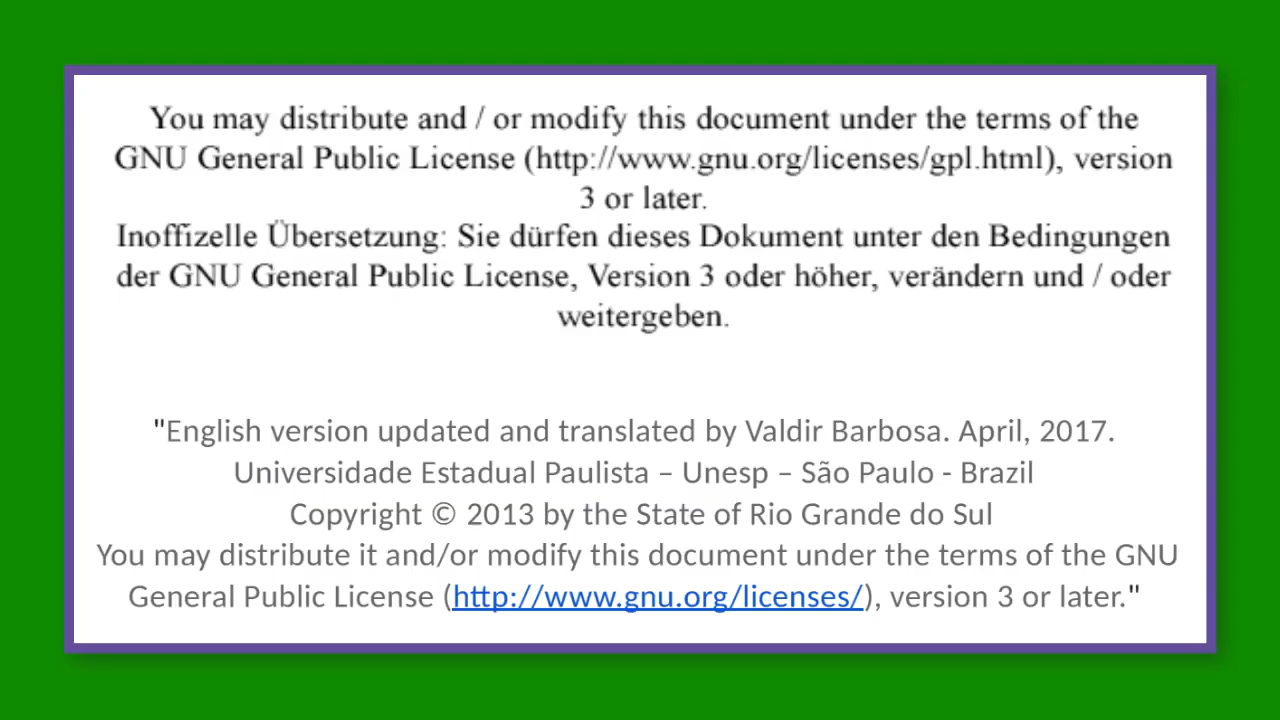 You may distribute and / or modify this document under the terms of the
GNU General Public License (http://www.gnu.org/licenses/gpl.html), version
3 or later.
Inoffizelle Übersetzung: Sie dürfen dieses Dokument unter den Bedingungen
der GNU General Public License, Version 3 oder höher, verändern und / oder
weitergeben.
"English version updated and translated by Valdir Barbosa. April, 2017.
Universidade Estadual Paulista – Unesp – São Paulo - Brazil
Copyright © 2013 by the State of Rio Grande do Sul
You may distribute it and/or modify this document under the terms of the GNU
General Public License (http://www.gnu.org/licenses/), version 3 or later."